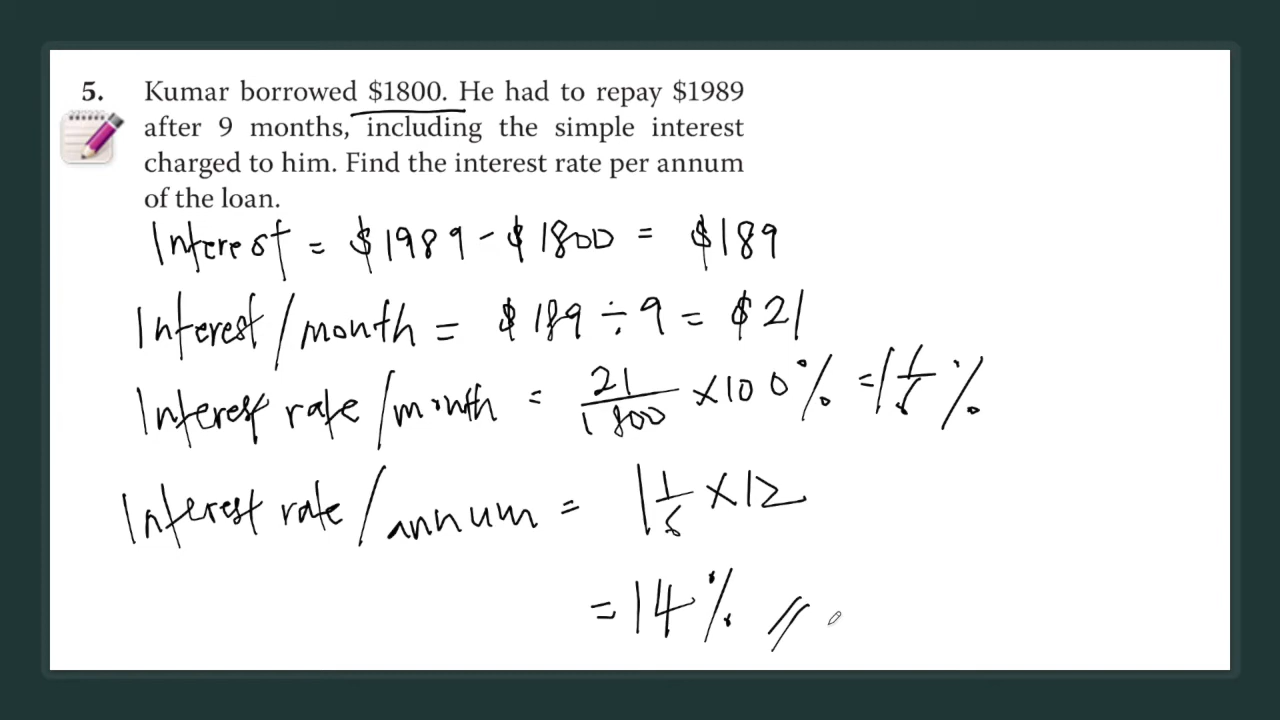 5. Kumar borrowed $1800. He had to repay $1989
after 9 months, including the simple interest
charged to him. Find the interest rate per annum
of the loan.
Interest = $1989 - $1800 = $189
Interest/month = $189 ÷ 9 = $21
Interest rate/month = 21/1800 × 100% = 1 1/6 %
Interest rate/annum = 1 1/6 × 12
= 14% //